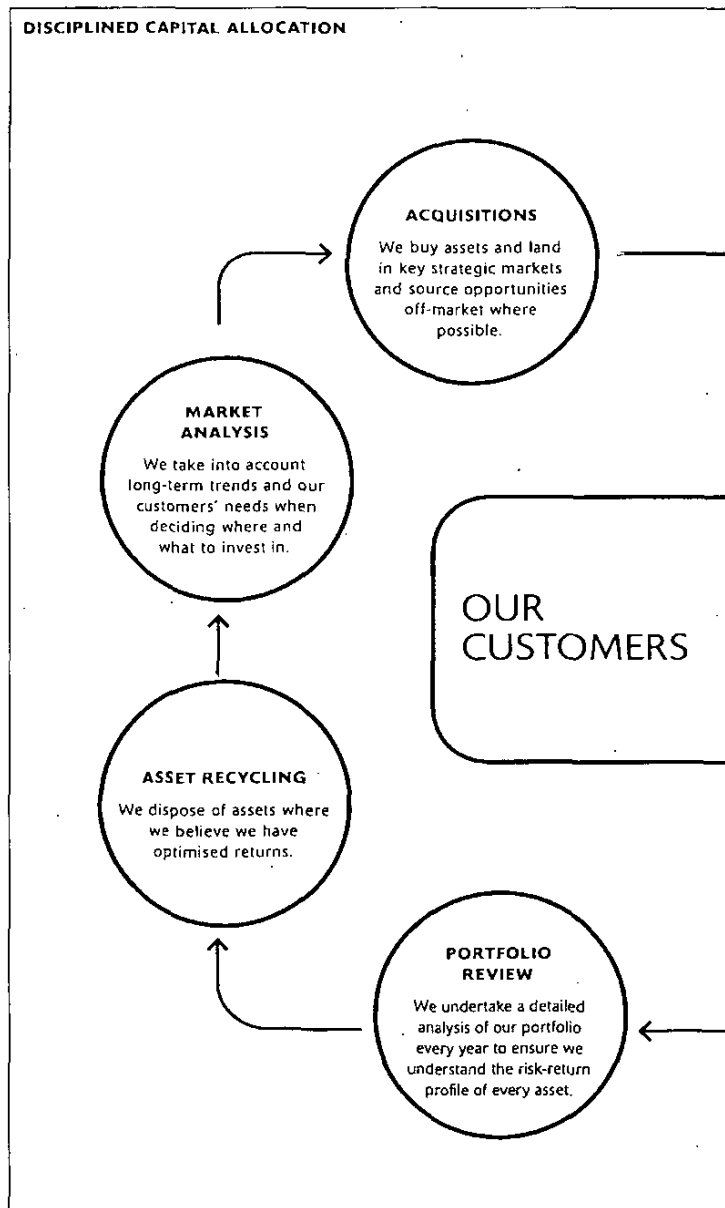 DISCIPLINED CAPITAL ALLOCATION
ACQUISITIONS
We buy assets and land
in key strategic markets
and source opportunities
off-market where
possible.
MARKET
ANALYSIS
We take into account
long-term trends and our
customers' needs when
deciding where and
what to invest in.
OUR
CUSTOMERS
ASSET RECYCLING
We dispose of assets where
we believe we have
optimised returns.
PORTFOLIO
REVIEW
We undertake a detailed
analysis of our portfolio
every year to ensure we
understand the risk-return
profile of every asset.